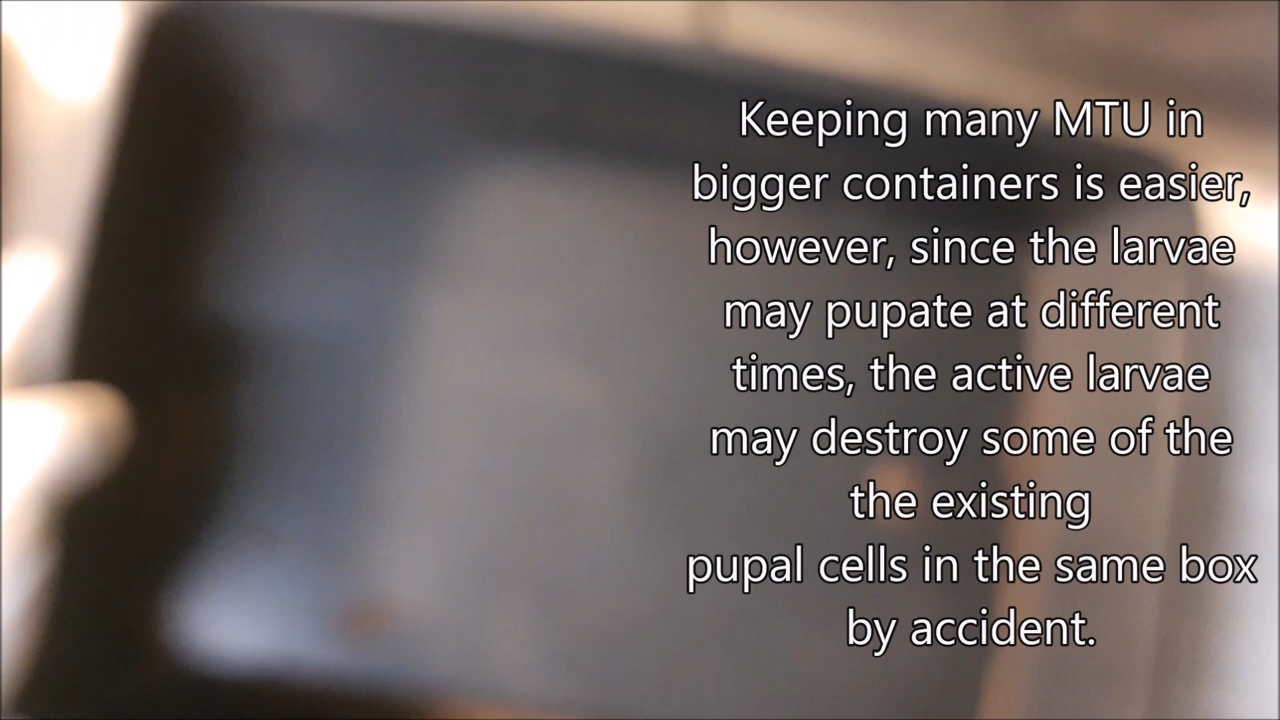 Keeping many MTU in
bigger containers is easier,
however, since the larvae
may pupate at different
times, the active larvae
may destroy some of the
the existing
pupal cells in the same box
by accident.